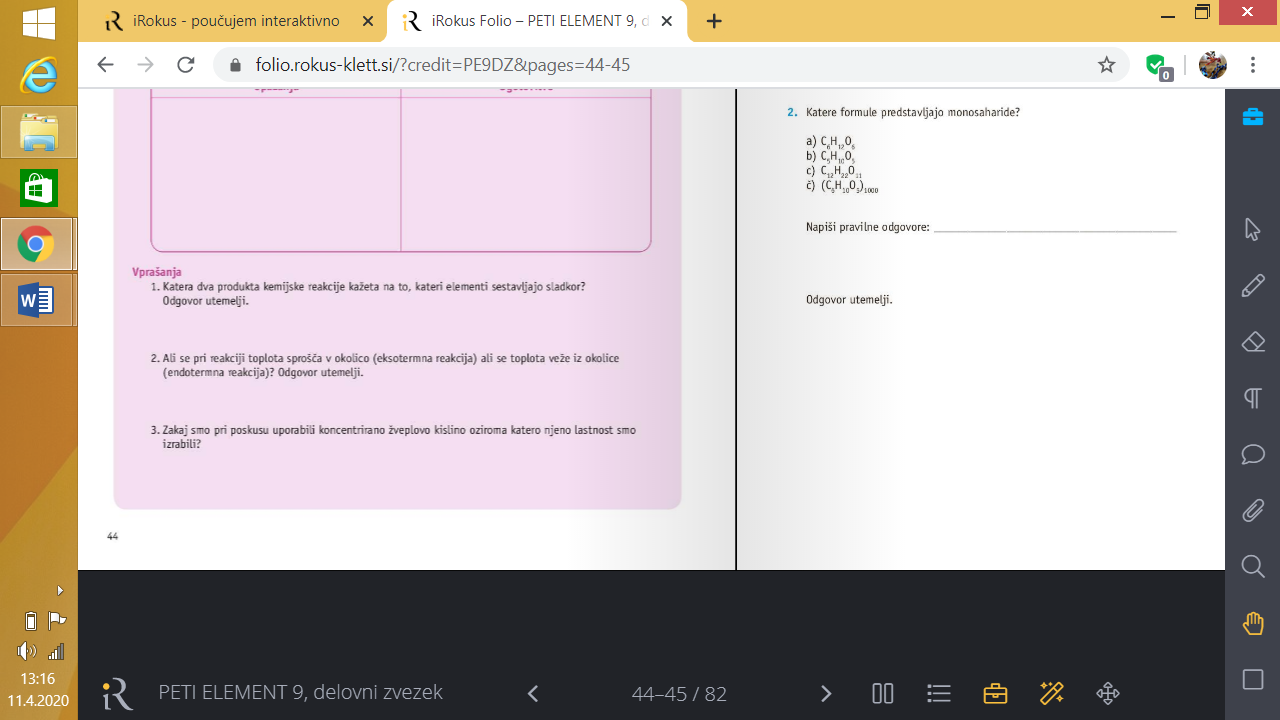 iRokus - poučujem interaktivno
iRokus Folio – PETI ELEMENT 9, d
folio.rokus-klett.si/?credit=PE9DZ&pages=44-45
0
Vprašanja
1. Katera dva produkta kemijske reakcije kažeta na to, kateri elementi sestavljajo sladkor?
Odgovor utemelji.
2. Ali se pri reakciji toplota sprošča v okolico (eksotermna reakcija) ali se toplota veže iz okolice
(endotermna reakcija)? Odgovor utemelji.
3. Zakaj smo pri poskusu uporabili koncentrirano žveplovo kislino oziroma katero njeno lastnost smo
izrabili?
44
2. Katere formule predstavljajo monosaharide?
a) C₆H₁₂O₆
b) C₅H₁₀O₅
c) C₁₂H₂₂O₁₁
č) (C₆H₁₀O₅)₁₀₀₀
Napiši pravilne odgovore:
Odgovor utemelji.
13:16
11.4.2020
iR
PETI ELEMENT 9, delovni zvezek
44–45 / 82